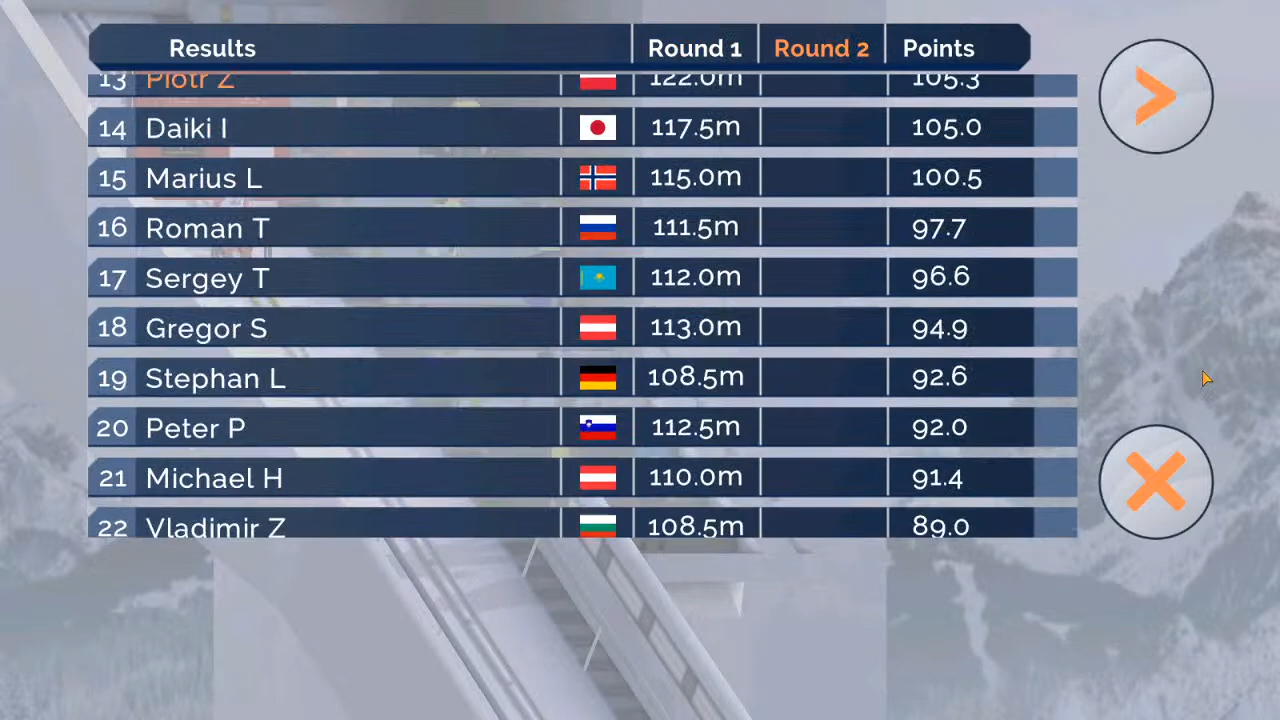 Results Round 1 Round 2 Points
13 Piotr Z 122.0m 105.3
14 Daiki I 117.5m 105.0
15 Marius L 115.0m 100.5
16 Roman T 111.5m 97.7
17 Sergey T 112.0m 96.6
18 Gregor S 113.0m 94.9
19 Stephan L 108.5m 92.6
20 Peter P 112.5m 92.0
21 Michael H 110.0m 91.4
22 Vladimir Z 108.5m 89.0